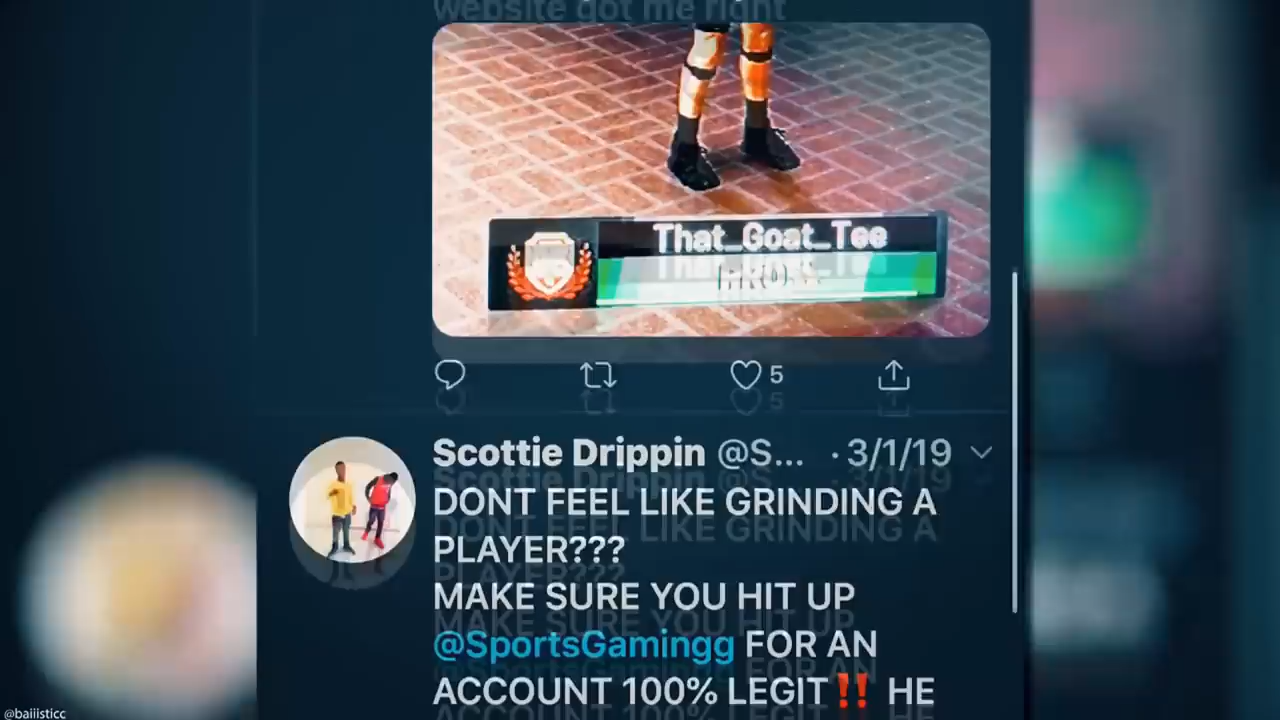 website got me right
That_Goat_Tee
5
Scottie Drippin @S... · 3/1/19
DONT FEEL LIKE GRINDING A
PLAYER???
MAKE SURE YOU HIT UP
@SportsGamingg FOR AN
ACCOUNT 100% LEGIT‼️ HE
@baiiisticc